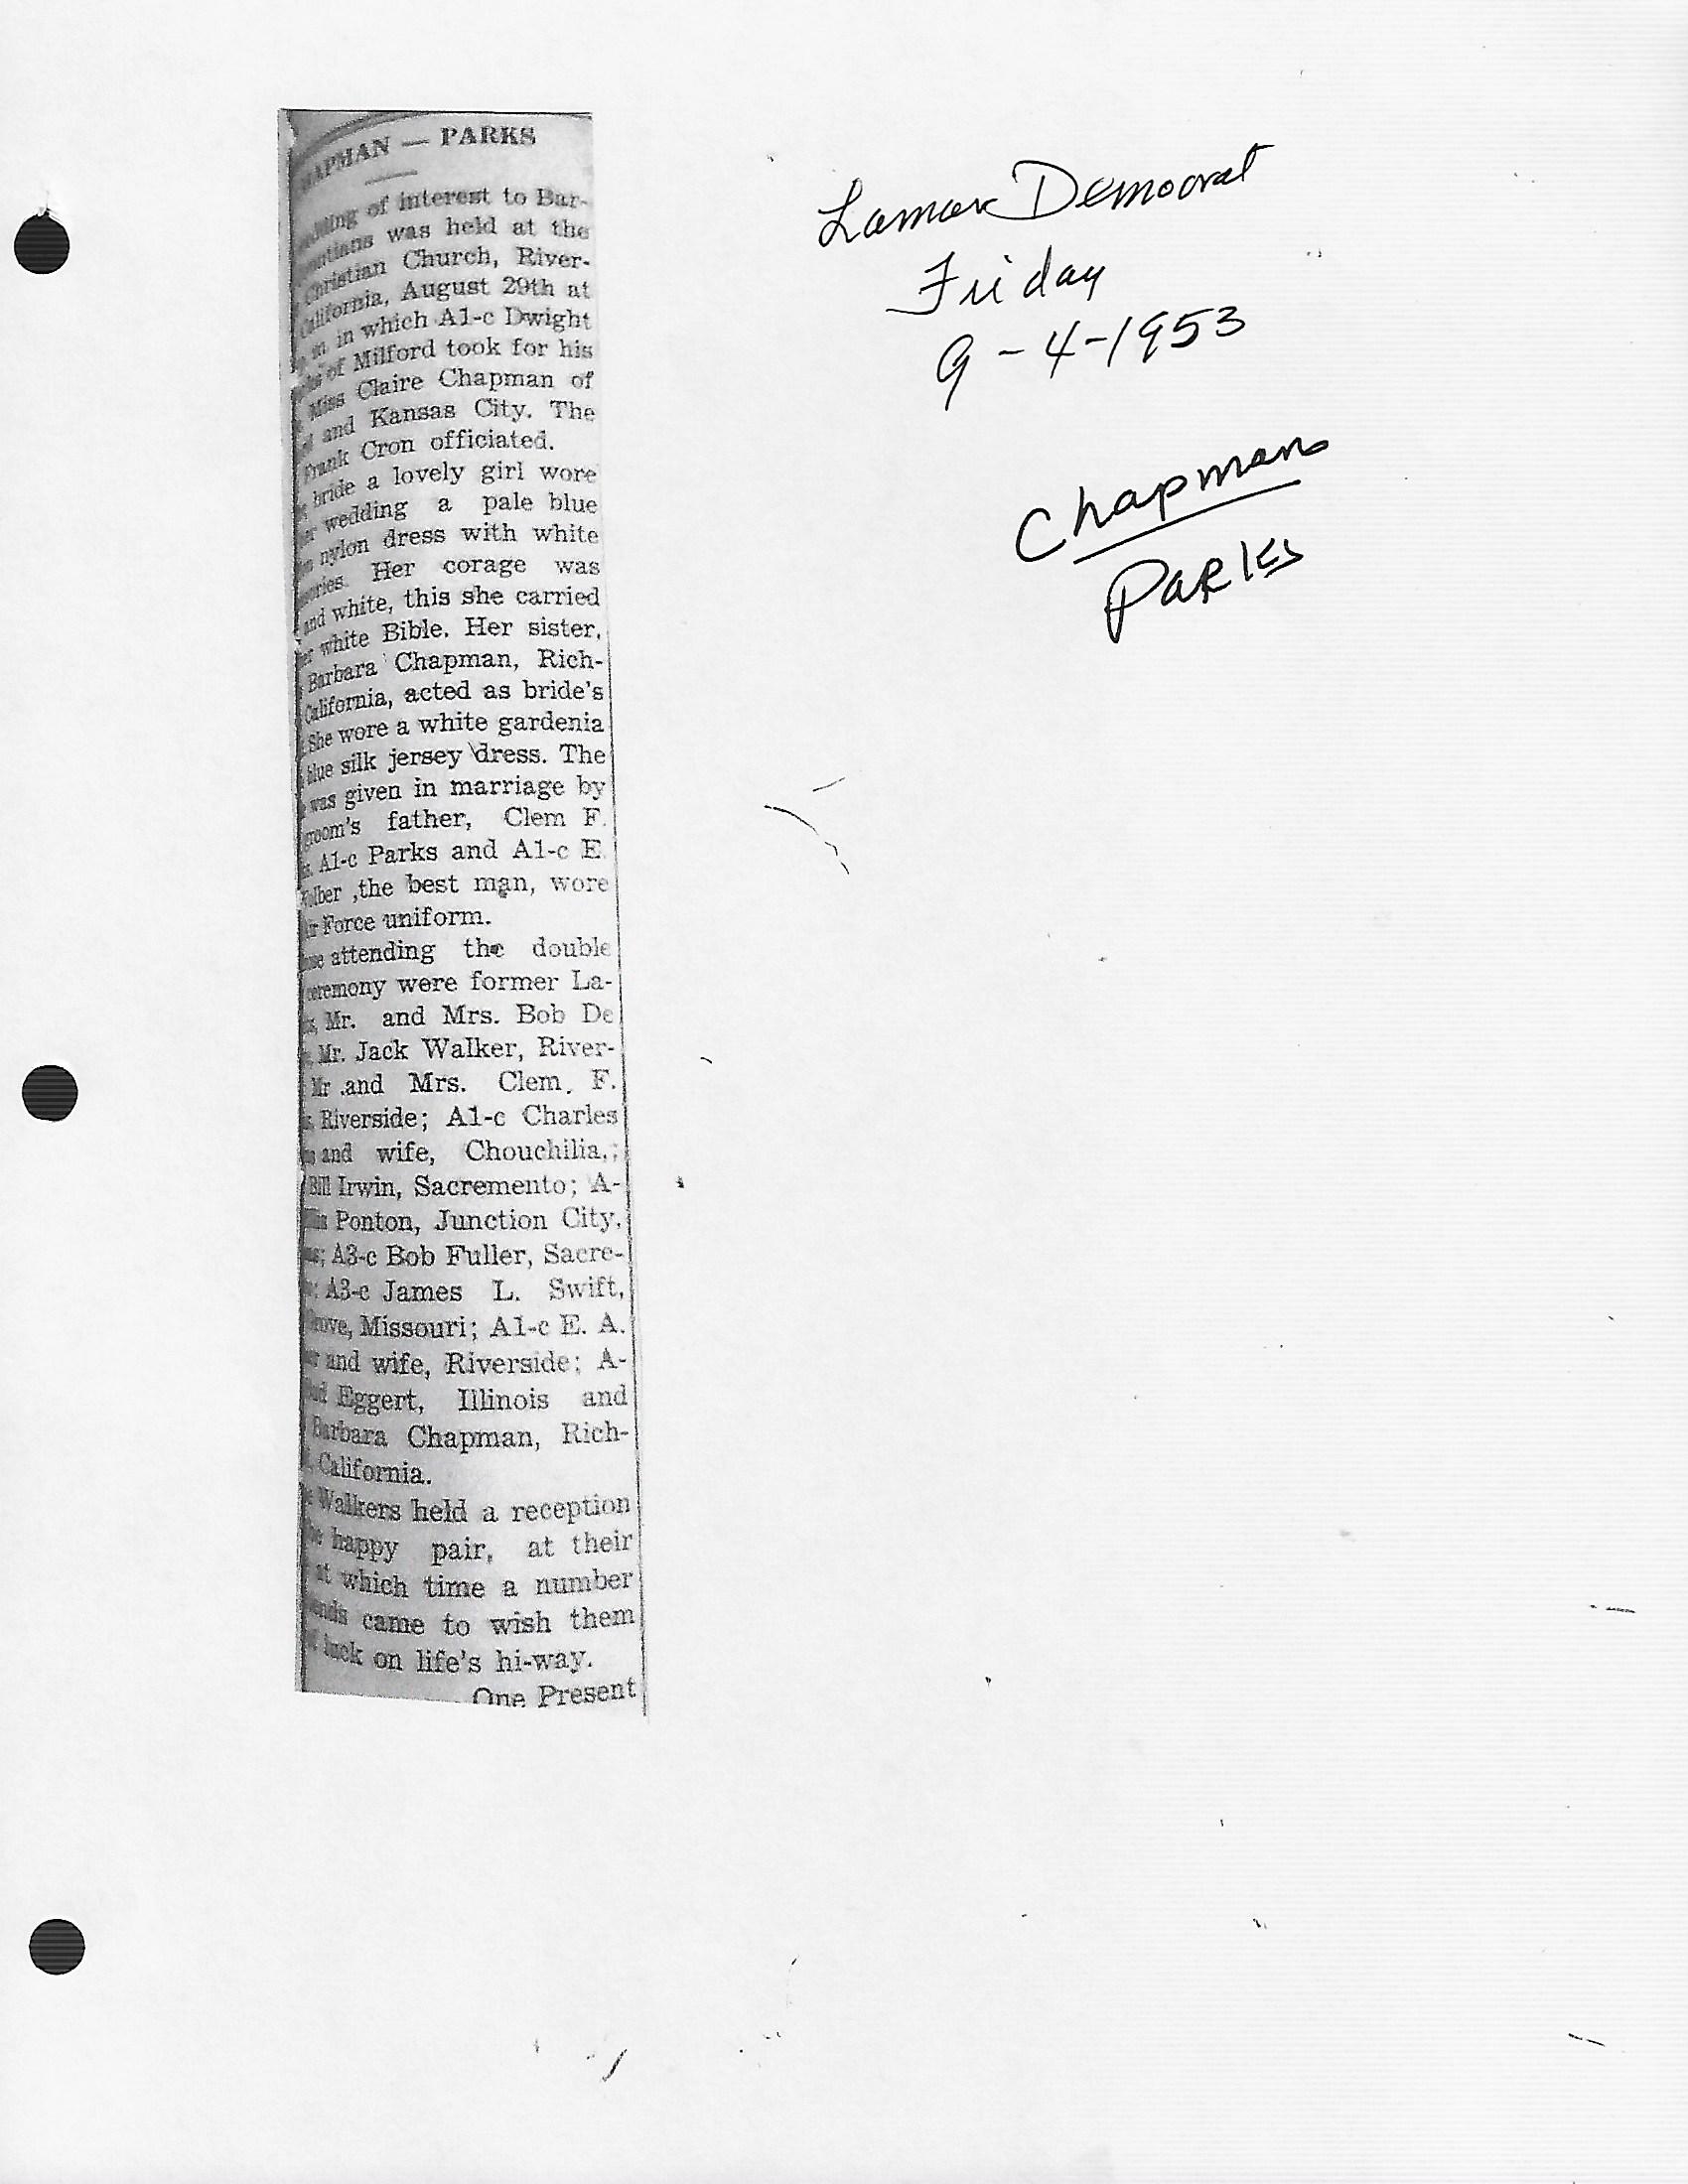 CHAPMAN — PARKS
wedding of interest to Bar-
tonians was held at the
Christian Church, River-
California, August 29th at
in which A1-c Dwight
of Milford took for his
Miss Claire Chapman of
and Kansas City. The
Frank Cron officiated.
bride a lovely girl wore
wedding a pale blue
nylon dress with white
Her corage was
and white, this she carried
white Bible. Her sister,
Barbara Chapman, Rich-
California, acted as bride's
She wore a white gardenia
blue silk jersey dress. The
was given in marriage by
groom's father, Clem F.
A1-c Parks and A1-c E.
Wolber ,the best man, wore
Air Force uniform.
attending the double
ceremony were former La-
Mr. and Mrs. Bob De
Mr. Jack Walker, River-
Mr .and Mrs. Clem. F.
Riverside; A1-c Charles
and wife, Chouchilia,;
Bill Irwin, Sacremento; A-
Ponton, Junction City,
A3-c Bob Fuller, Sacre-
A3-c James L. Swift,
Grove, Missouri; A1-c E. A.
and wife, Riverside; A-
Eggert, Illinois and
Barbara Chapman, Rich-
California.
Walkers held a reception
happy pair, at their
at which time a number
came to wish them
luck on life's hi-way.
One Present
Lamar Democrat
Friday
9-4-1953
Chapman
Parks